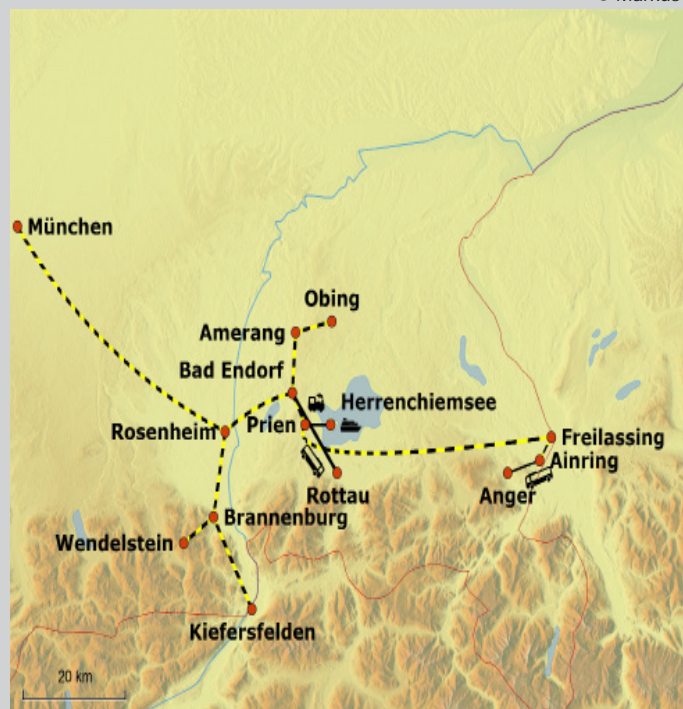 München
Obing
Amerang
Bad Endorf
Herrenchiemsee
Prien
Rosenheim
Freilassing
Ainring
Rottau
Anger
Brannenburg
Wendelstein
Kiefersfelden
20 km